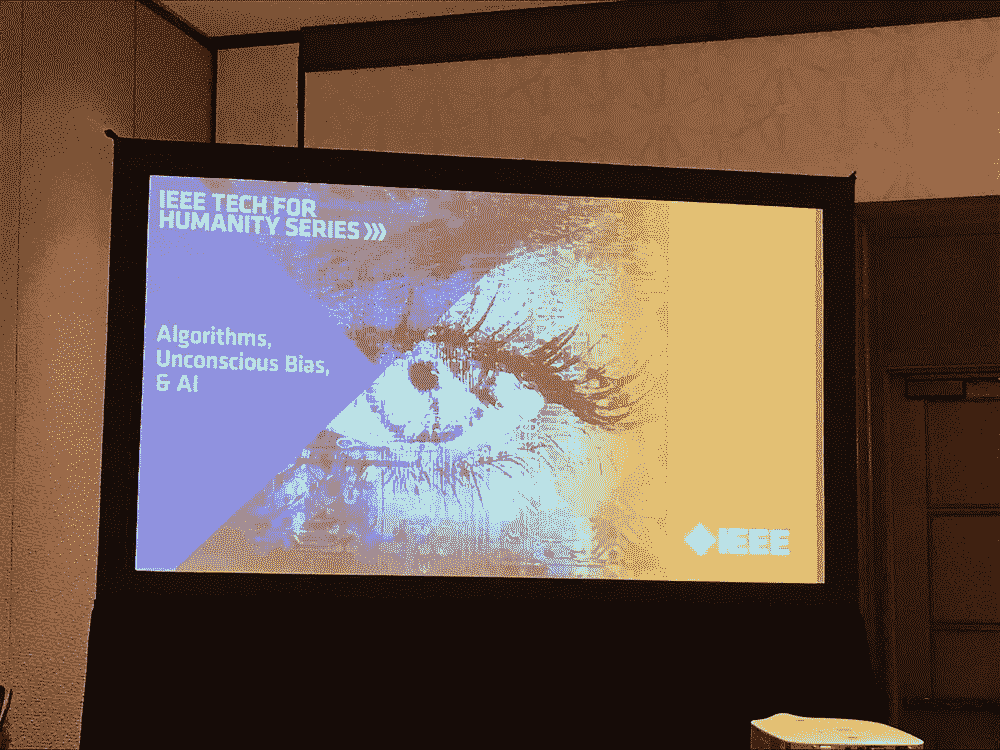 IEEE TECH FOR
HUMANITY SERIES >>>
Algorithms,
Unconscious Bias,
& AI
IEEE